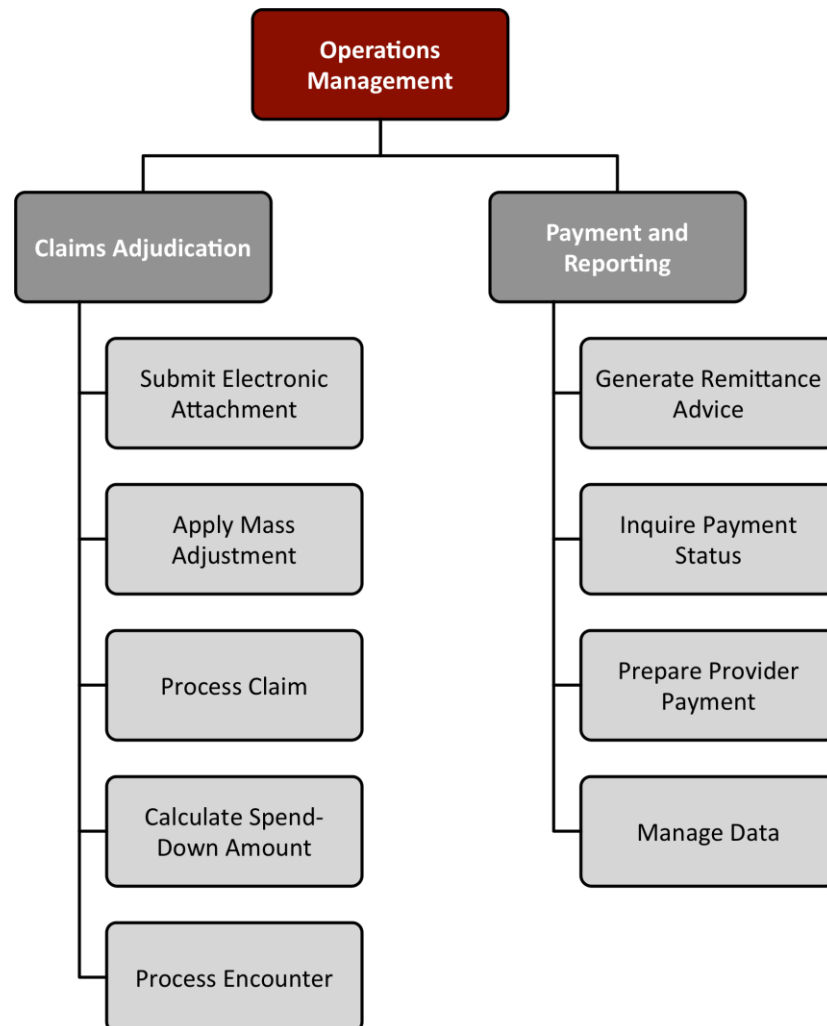 Operations
Management
Claims Adjudication
Submit Electronic
Attachment
Apply Mass
Adjustment
Process Claim
Calculate Spend-
Down Amount
Process Encounter
Payment and
Reporting
Generate Remittance
Advice
Inquire Payment
Status
Prepare Provider
Payment
Manage Data